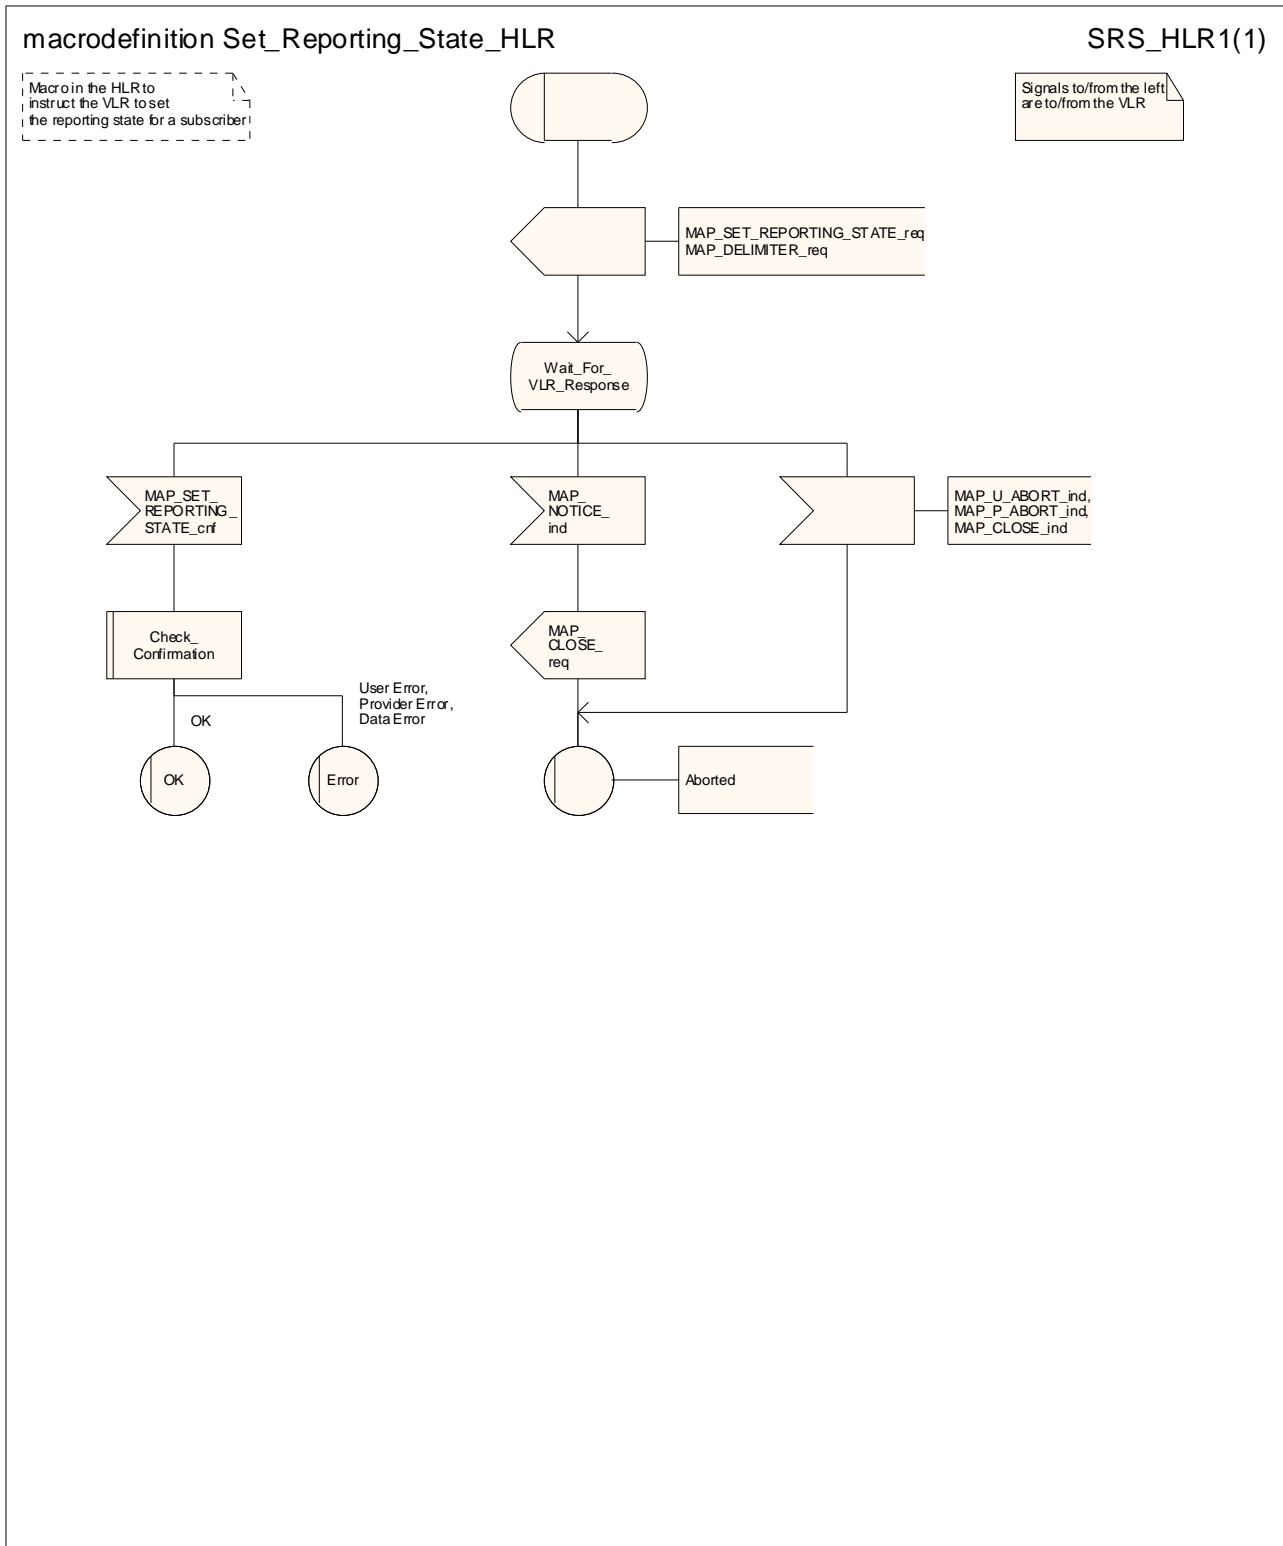 macrodefinition Set_Reporting_State_HLR
SRS_HLR1(1)
Macro in the HLR to
instruct the VLR to set
the reporting state for a subscriber
Signals to/from the left
are to/from the VLR
MAP_SET_REPORTING_STATE_req
MAP_DELIMITER_req
Wait_For_
VLR_Response
MAP_SET_
REPORTING_
STATE_cnf
MAP_
NOTICE_
ind
MAP_U_ABORT_ind,
MAP_P_ABORT_ind,
MAP_CLOSE_ind
Check_
Confirmation
MAP_
CLOSE_
req
User Error,
Provider Error,
Data Error
OK
OK
Error
Aborted